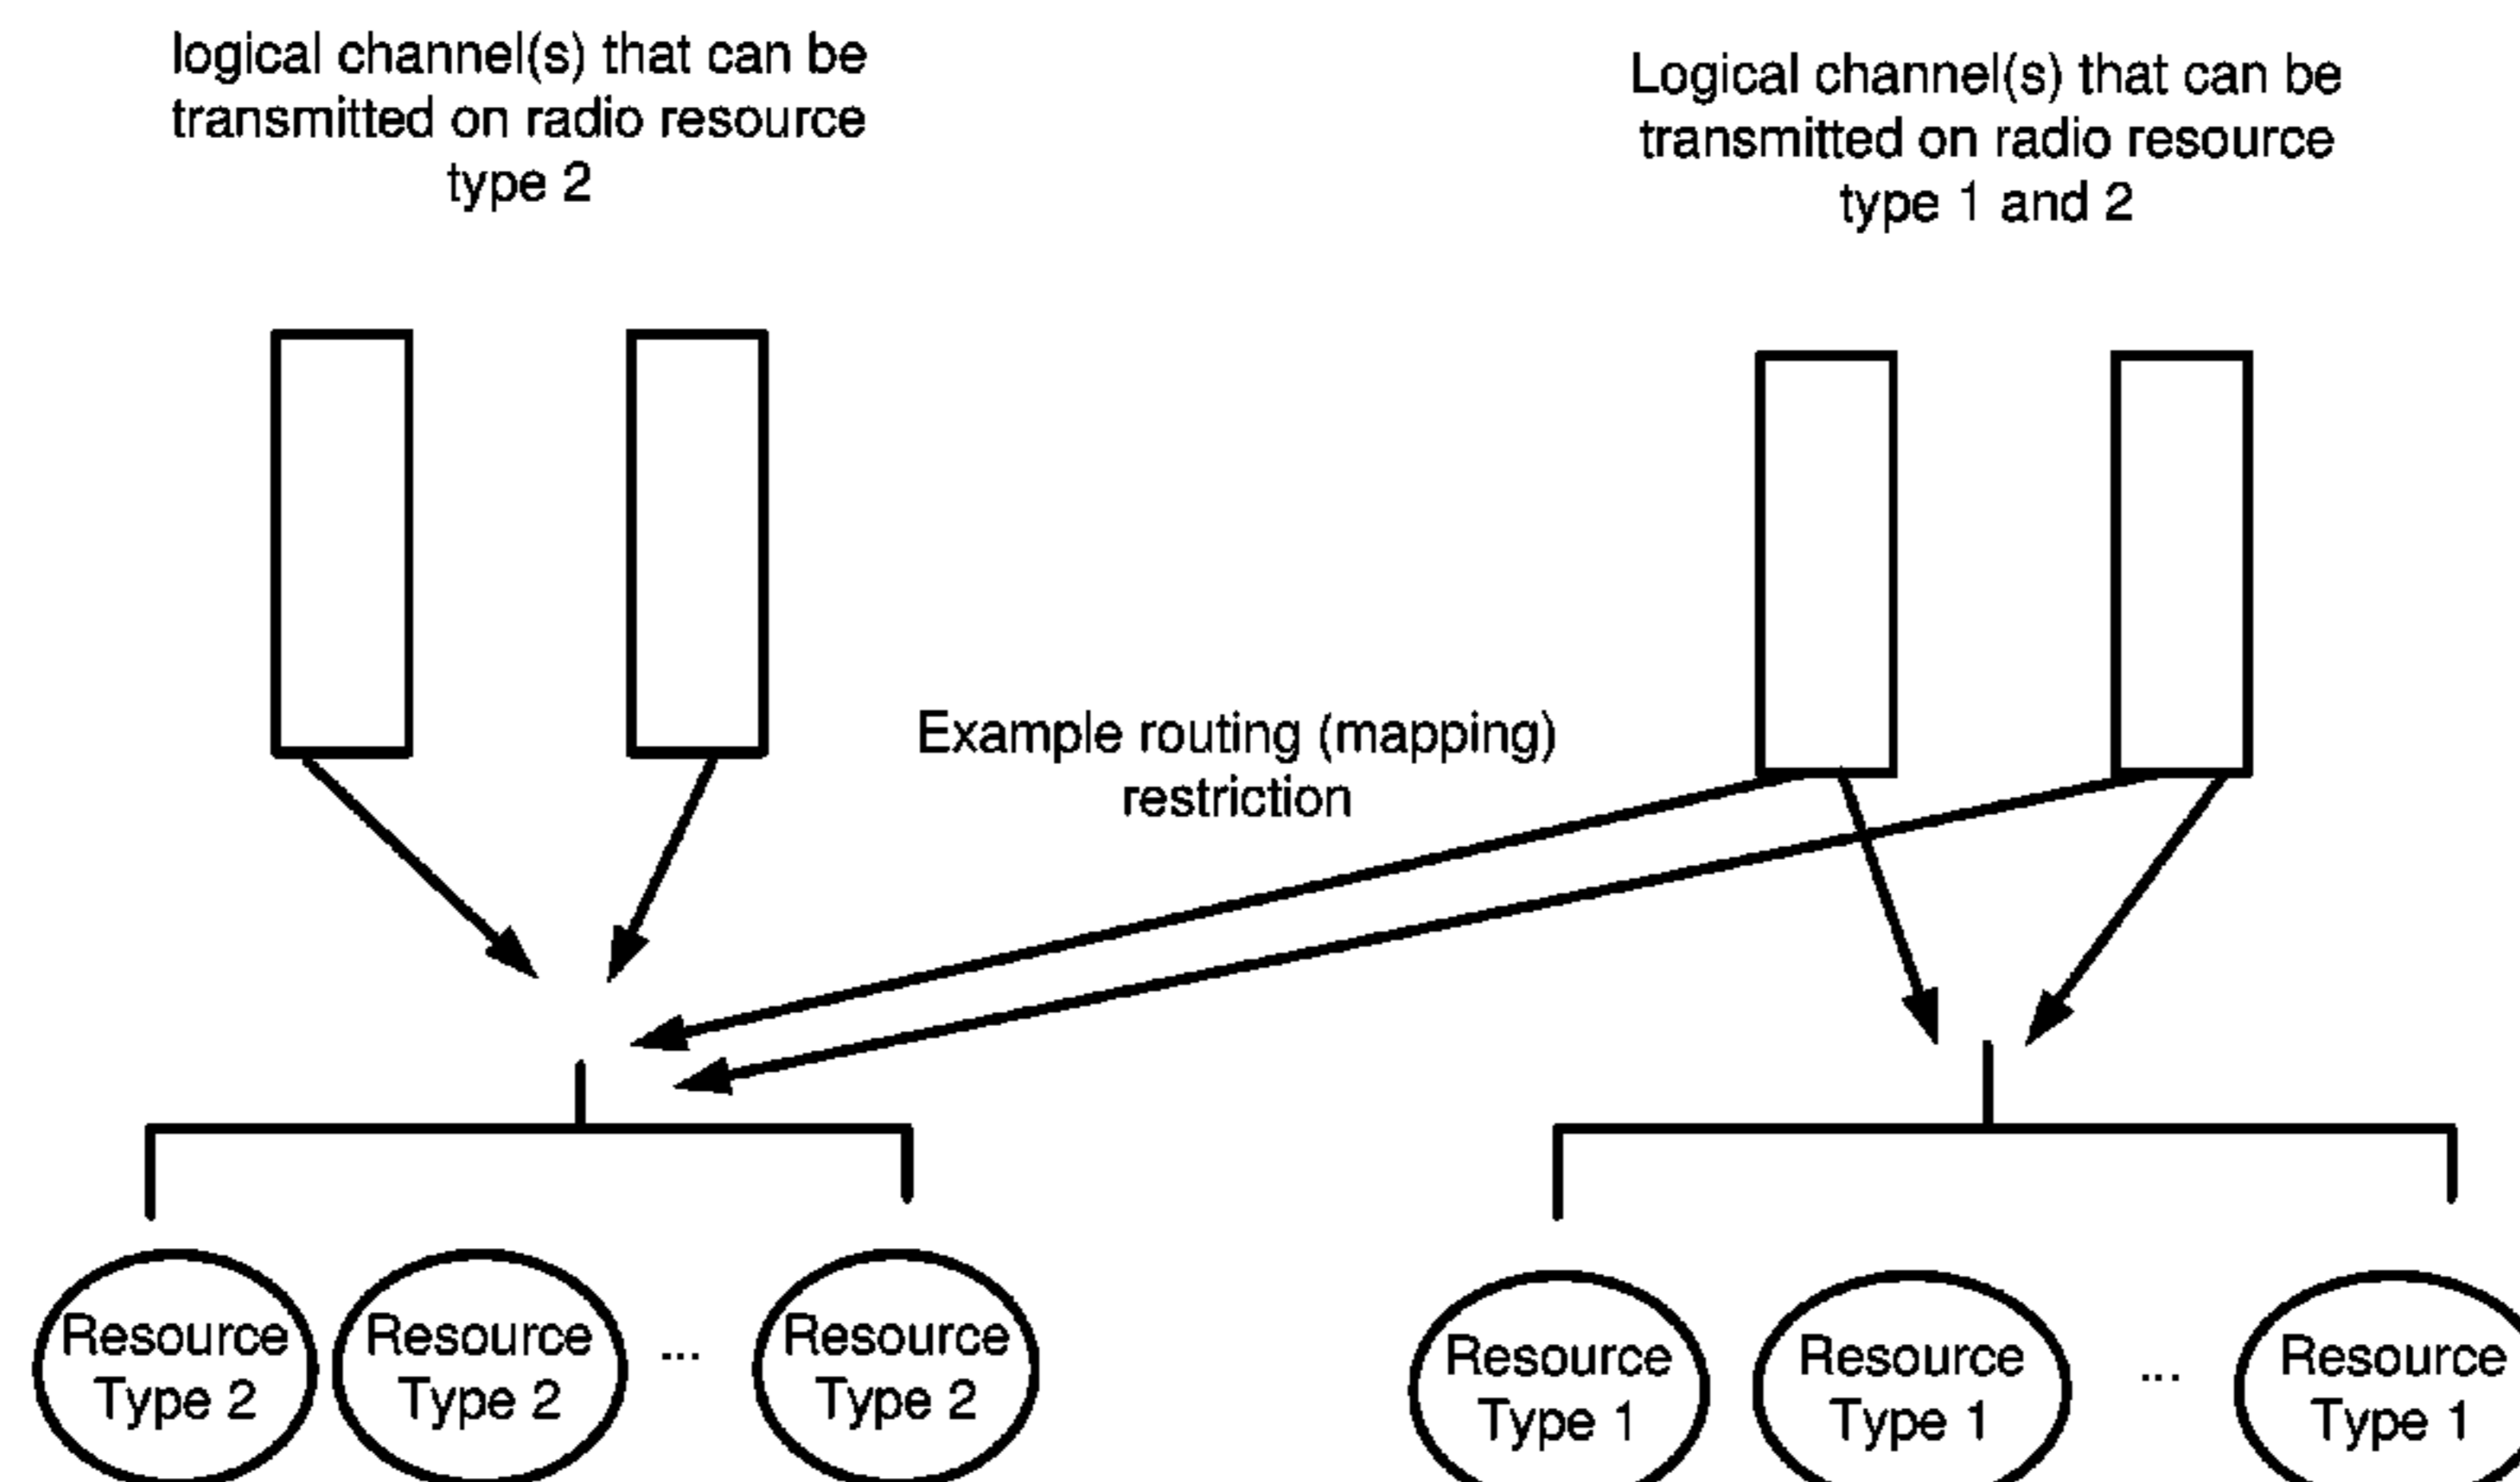 logical channel(s) that can be
transmitted on radio resource
type 2
Logical channel(s) that can be
transmitted on radio resource
type 1 and 2
Example routing (mapping)
restriction
Resource
Type 2
Resource
Type 2
...
Resource
Type 2
Resource
Type 1
Resource
Type 1
...
Resource
Type 1